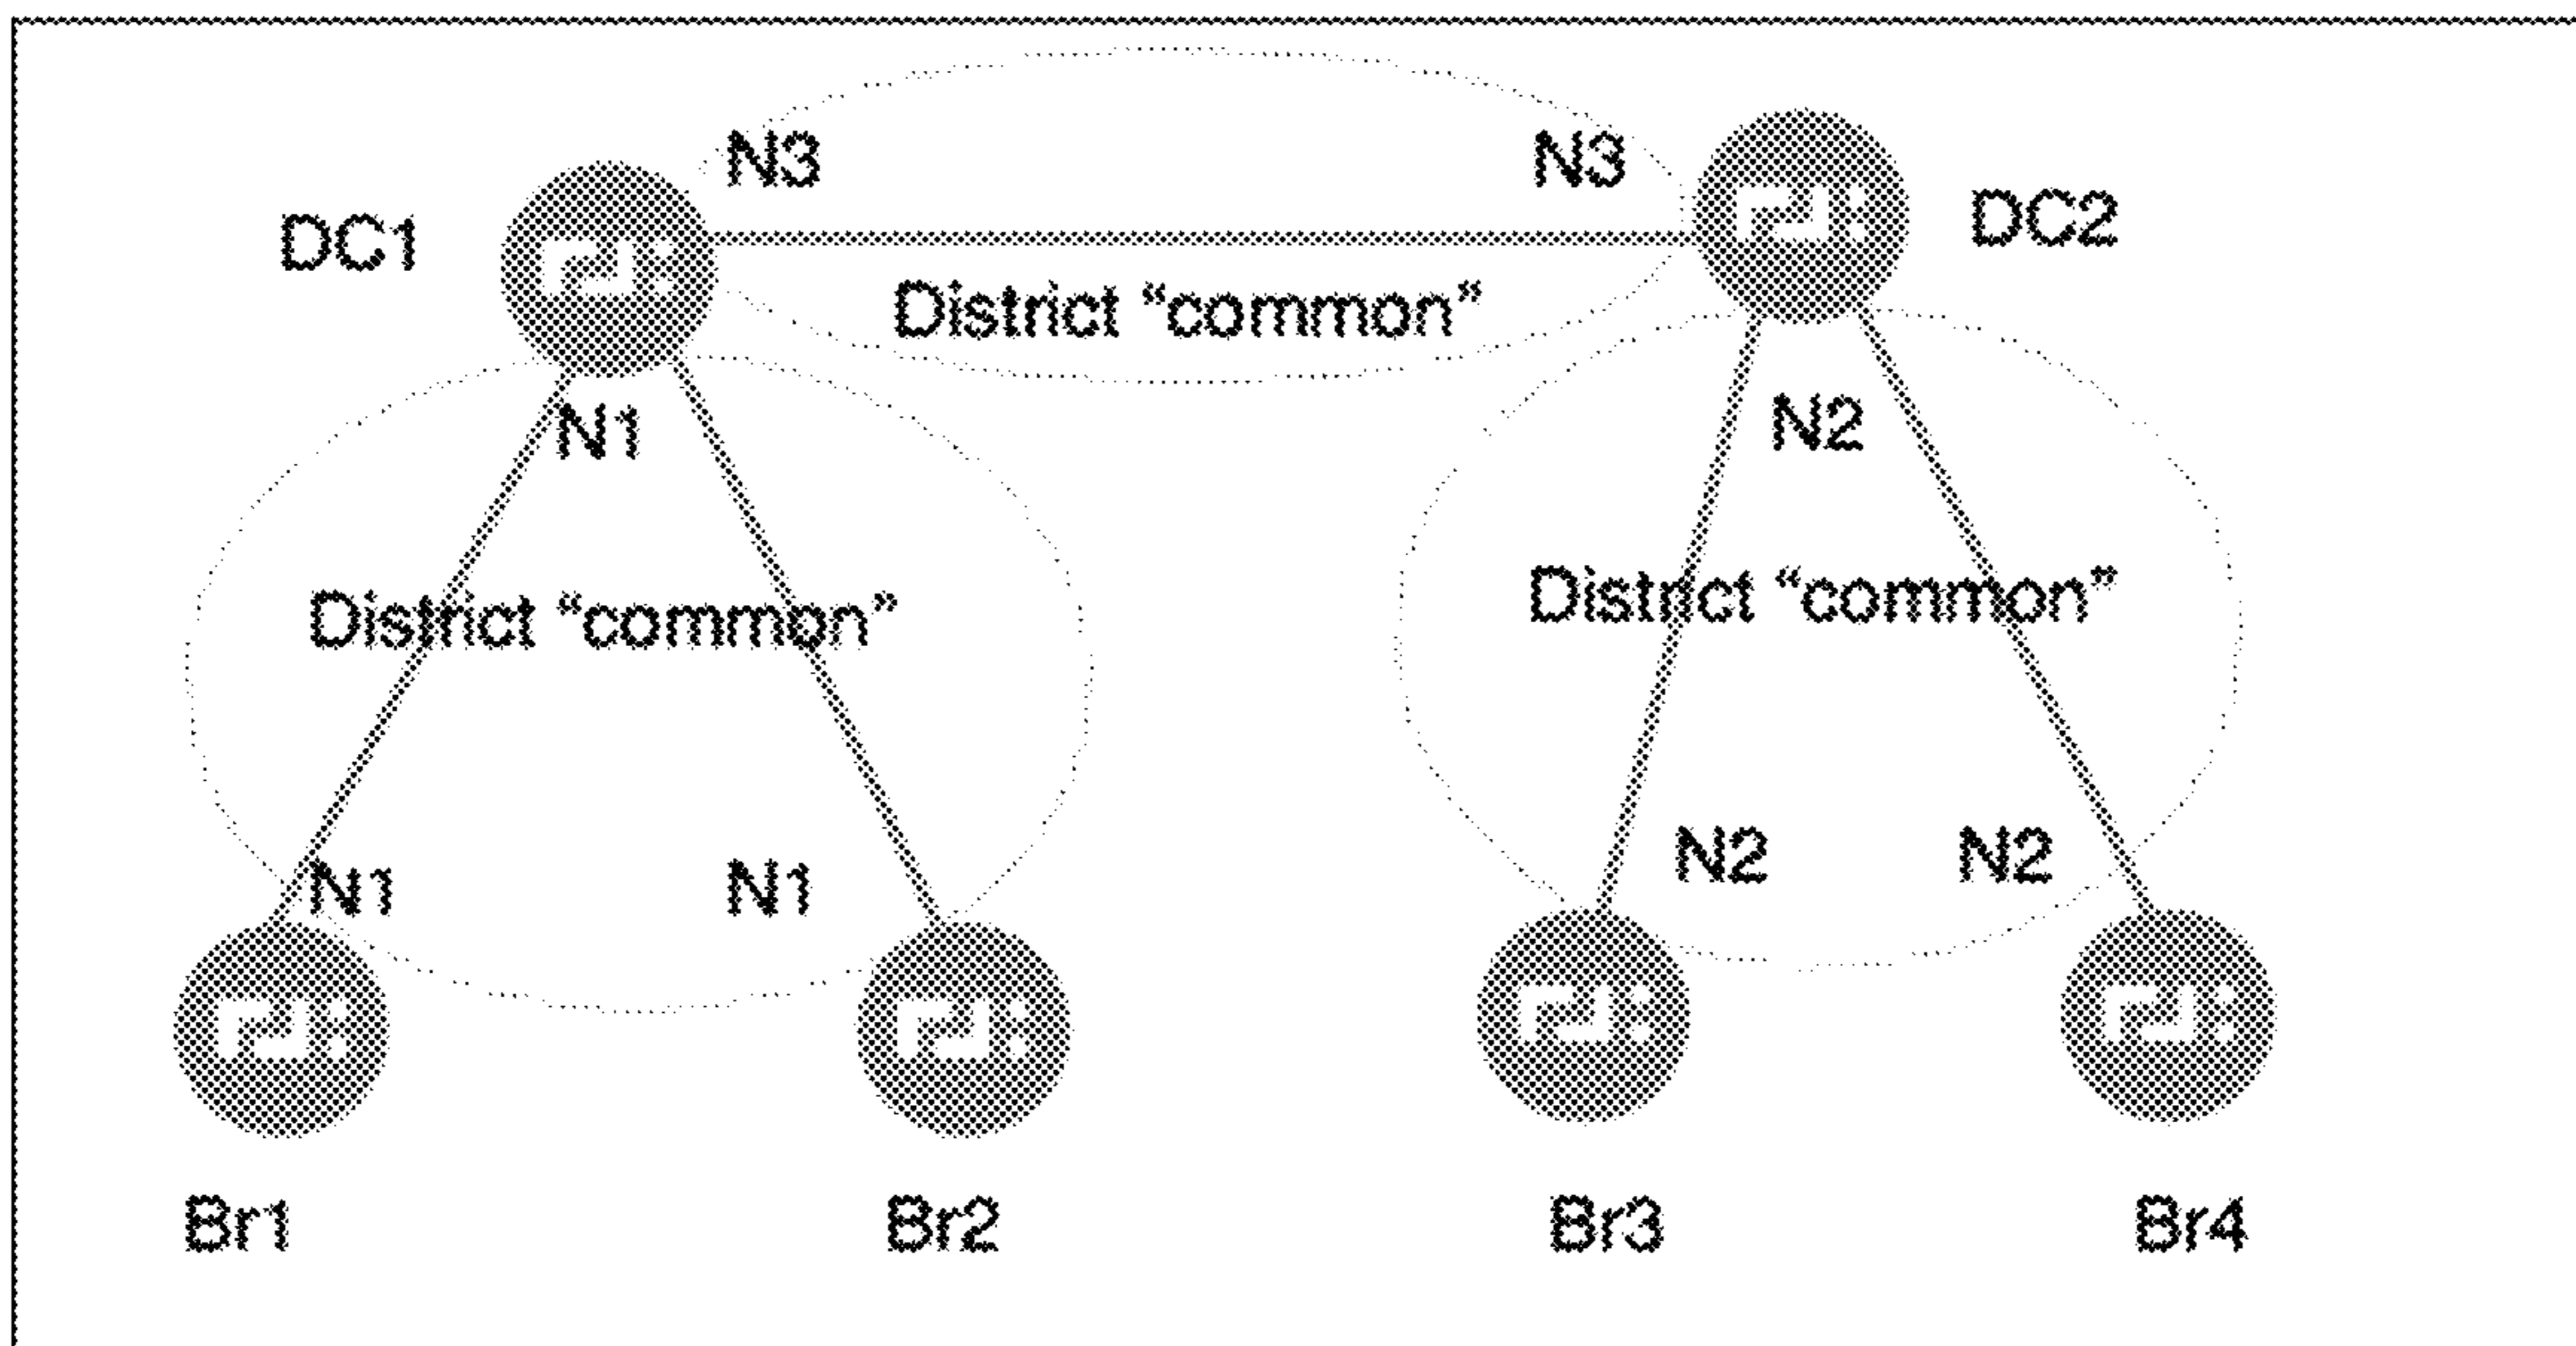 N3
N3
DC1
DC2
District “common”
N1
N2
District “common”
District “common”
N1
N1
N2
N2
Br1
Br2
Br3
Br4